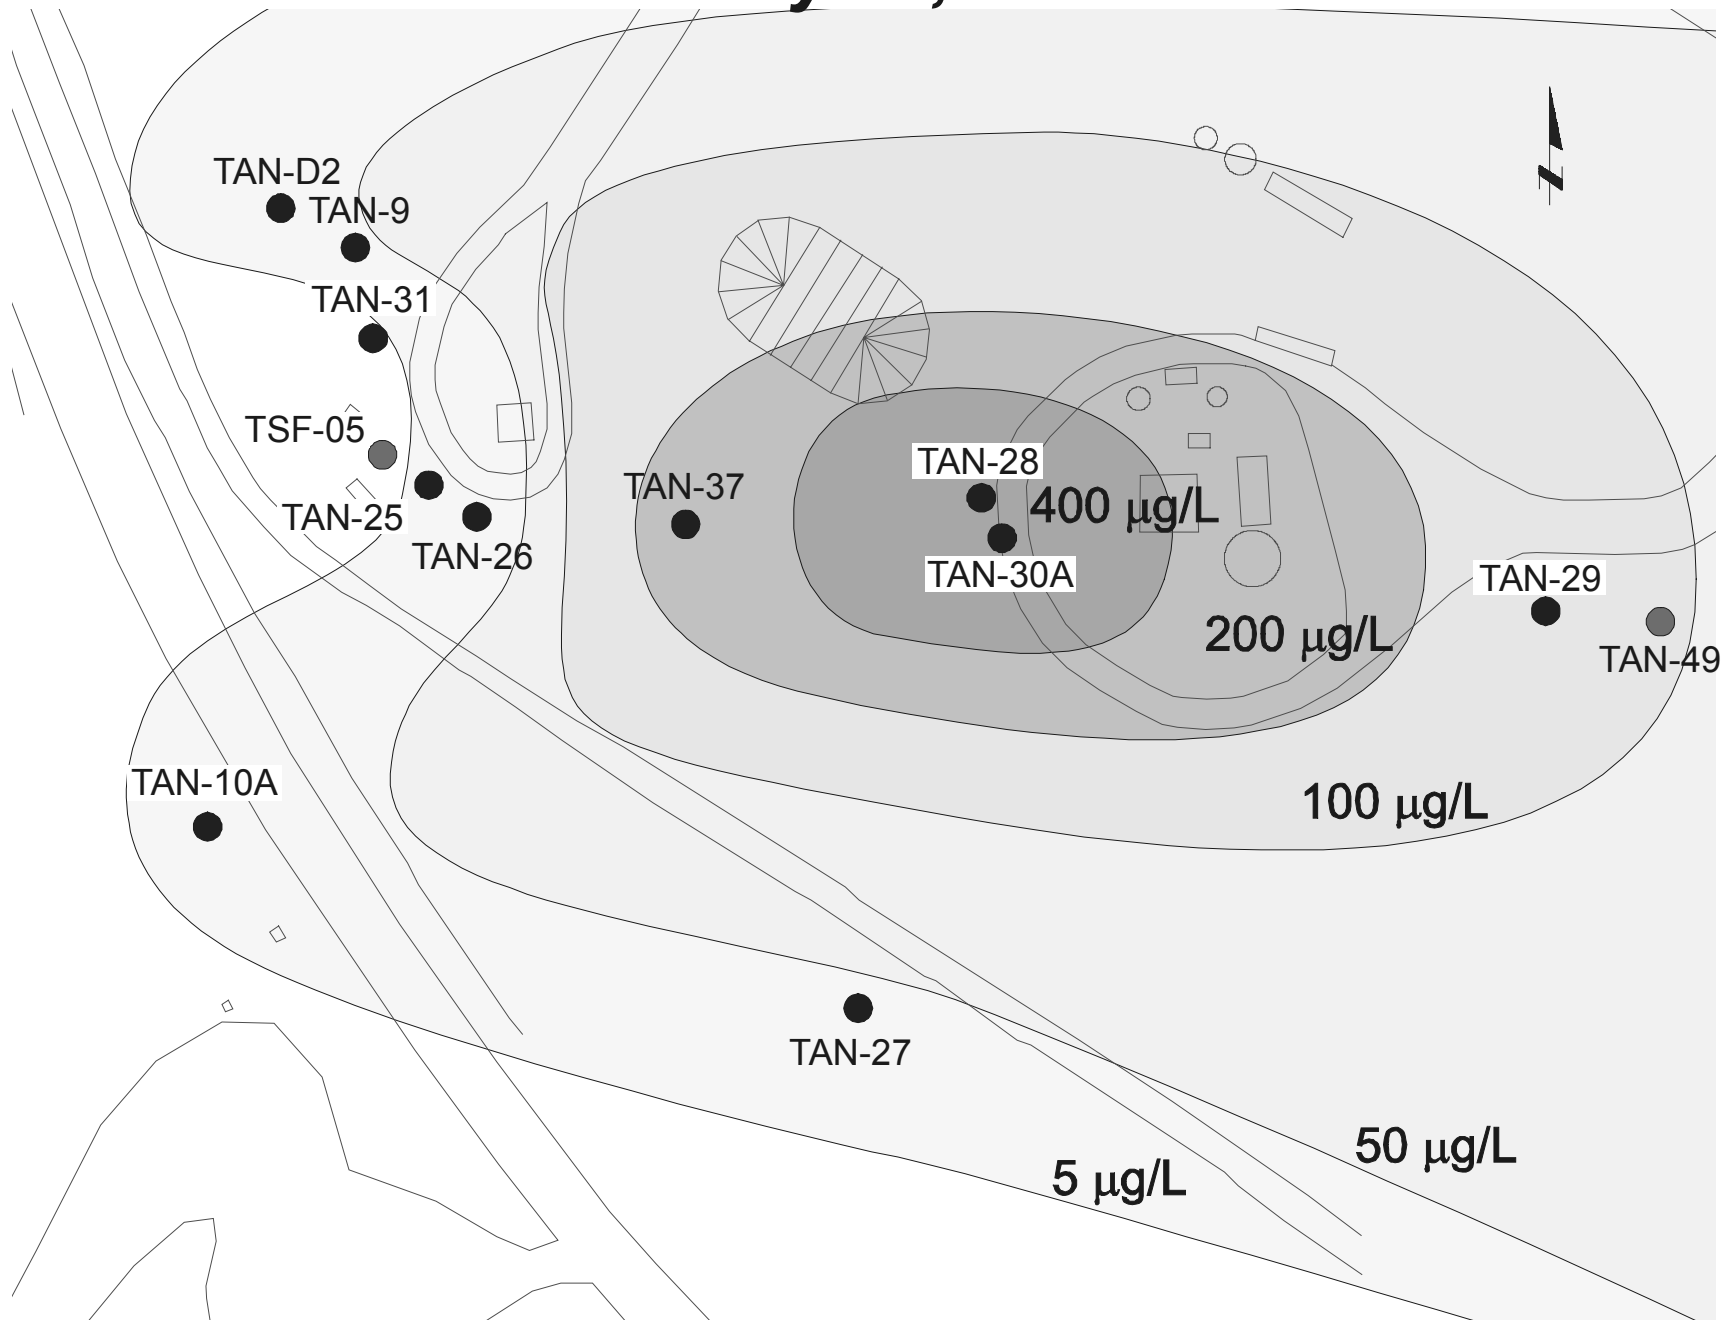 TAN-D2
TAN-9
TAN-31
TSF-05
TAN-28
TAN-37
400 µg/L
TAN-25
TAN-26
TAN-30A
TAN-29
200 µg/L
TAN-49
TAN-10A
100 µg/L
TAN-27
50 µg/L
5 µg/L